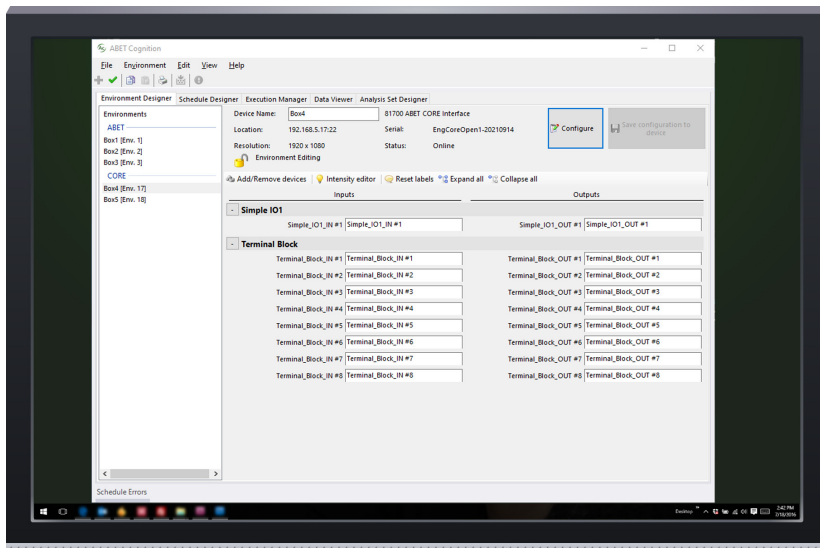 ABET Cognition
File Environment Edit View Help
Environment Designer Schedule Designer Execution Manager Data Viewer Analysis Set Designer
Environments
ABET
Box1 [Env. 1]
Box2 [Env. 2]
Box3 [Env. 3]
CORE
Box4 [Env. 17]
Box5 [Env. 18]
Device Name: Box4 81700 ABET CORE Interface
Location: 192.168.5.17:22 Serial: EngCoreOpen1-20210914
Resolution: 1920 x 1080 Status: Online
Environment Editing
Configure
Save configuration to
device
Add/Remove devices Intensity editor Reset labels Expand all Collapse all
Inputs Outputs
- Simple IO1
Simple_IO1_IN #1 Simple_IO1_IN #1 Simple_IO1_OUT #1 Simple_IO1_OUT #1
- Terminal Block
Terminal_Block_IN #1 Terminal_Block_IN #1 Terminal_Block_OUT #1 Terminal_Block_OUT #1
Terminal_Block_IN #2 Terminal_Block_IN #2 Terminal_Block_OUT #2 Terminal_Block_OUT #2
Terminal_Block_IN #3 Terminal_Block_IN #3 Terminal_Block_OUT #3 Terminal_Block_OUT #3
Terminal_Block_IN #4 Terminal_Block_IN #4 Terminal_Block_OUT #4 Terminal_Block_OUT #4
Terminal_Block_IN #5 Terminal_Block_IN #5 Terminal_Block_OUT #5 Terminal_Block_OUT #5
Terminal_Block_IN #6 Terminal_Block_IN #6 Terminal_Block_OUT #6 Terminal_Block_OUT #6
Terminal_Block_IN #7 Terminal_Block_IN #7 Terminal_Block_OUT #7 Terminal_Block_OUT #7
Terminal_Block_IN #8 Terminal_Block_IN #8 Terminal_Block_OUT #8 Terminal_Block_OUT #8
Schedule Errors
Desktop
2:42 PM
2/18/2016